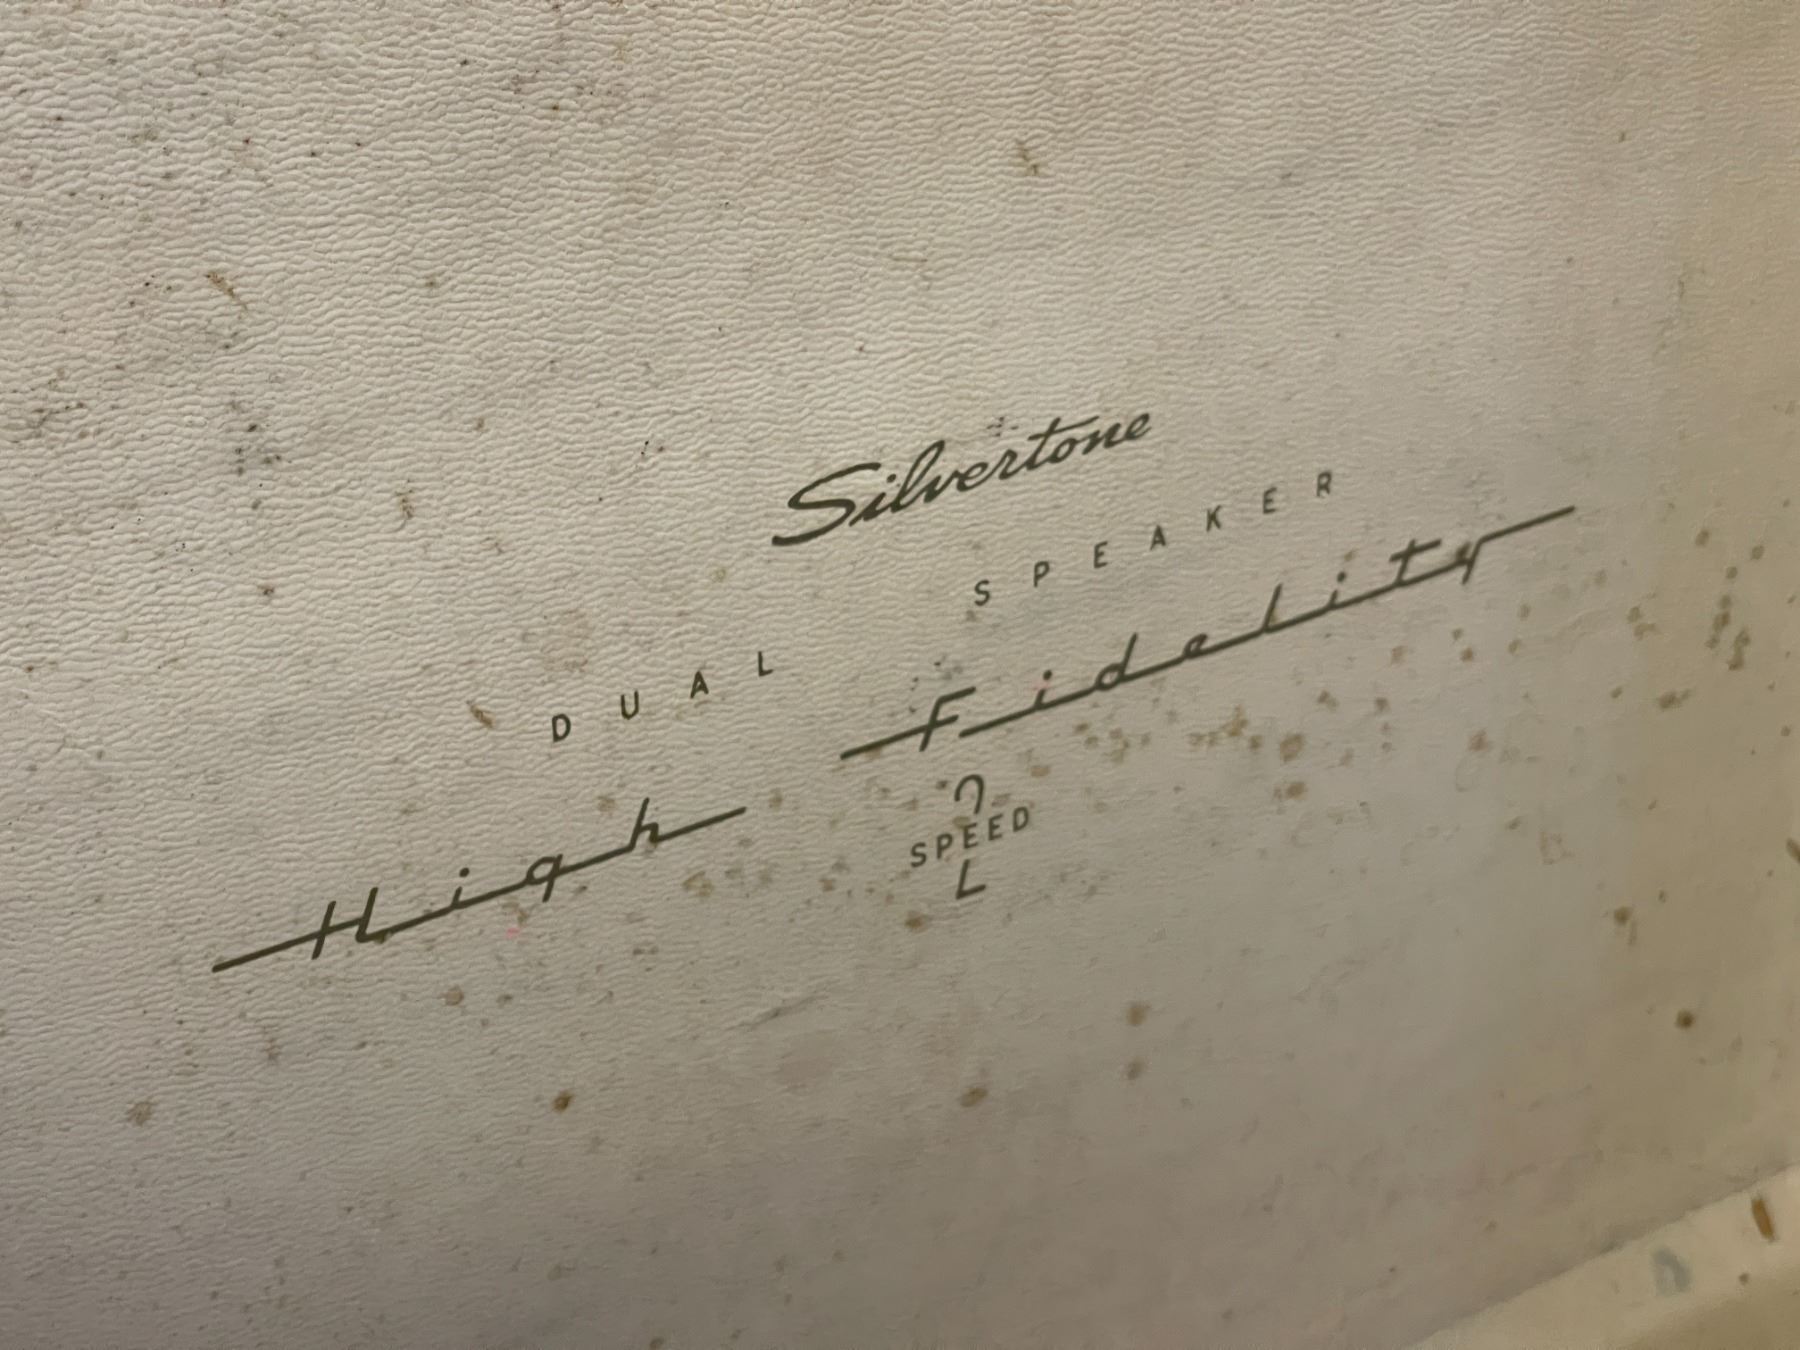 Silvertone
DUAL SPEAKER
High Fidelity
SPEED